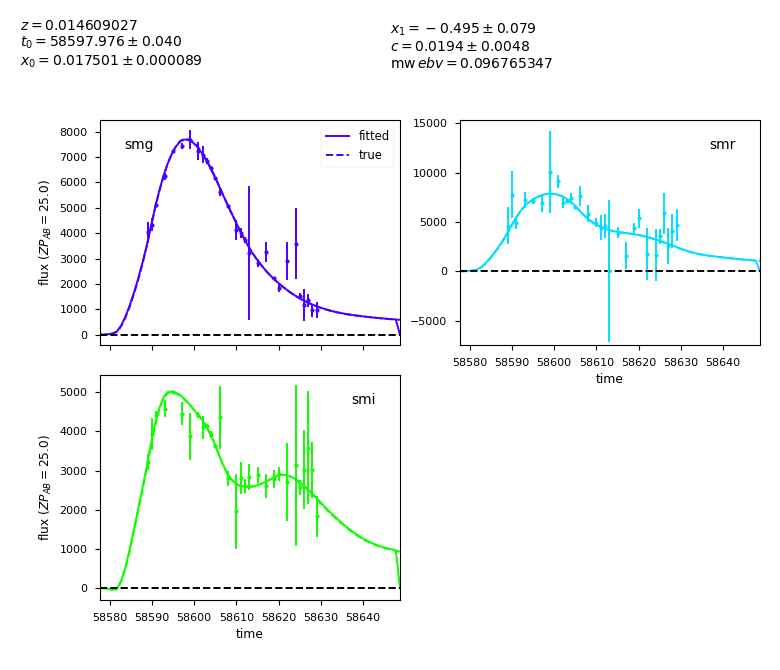 z = 0.014609027
t₀ = 58597.976 ± 0.040
x₀ = 0.017501 ± 0.000089
x₁ = −0.495 ± 0.079
c = 0.0194 ± 0.0048
mw ebv = 0.096765347
smg
fitted
true
8000
7000
6000
5000
4000
3000
2000
1000
0
flux (ZP_AB = 25.0)
smr
15000
10000
5000
0
−5000
58580 58590 58600 58610 58620 58630 58640
time
smi
5000
4000
3000
2000
1000
0
flux (ZP_AB = 25.0)
58580 58590 58600 58610 58620 58630 58640
time